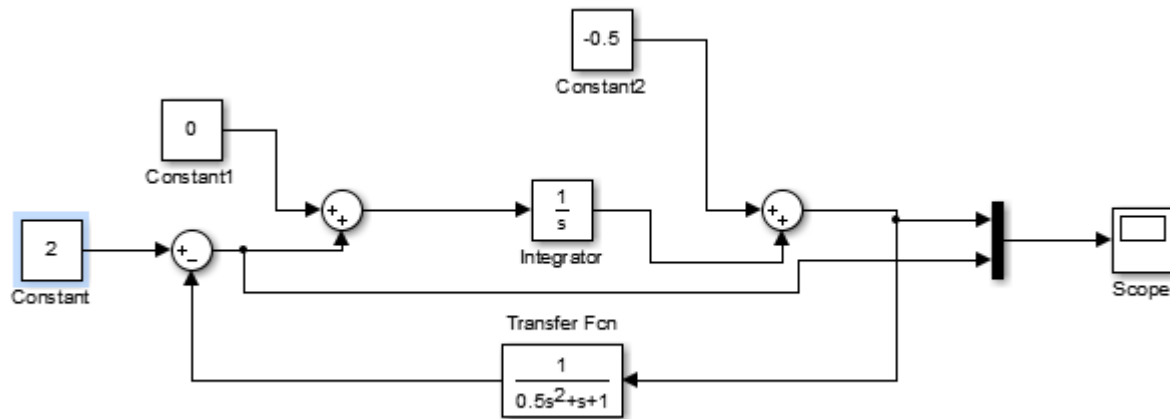 -0.5
Constant2
0
Constant1
+
+
1
s
Integrator
+
+
2
Constant
+
−
Scope
Transfer Fcn
1
0.5s²+s+1